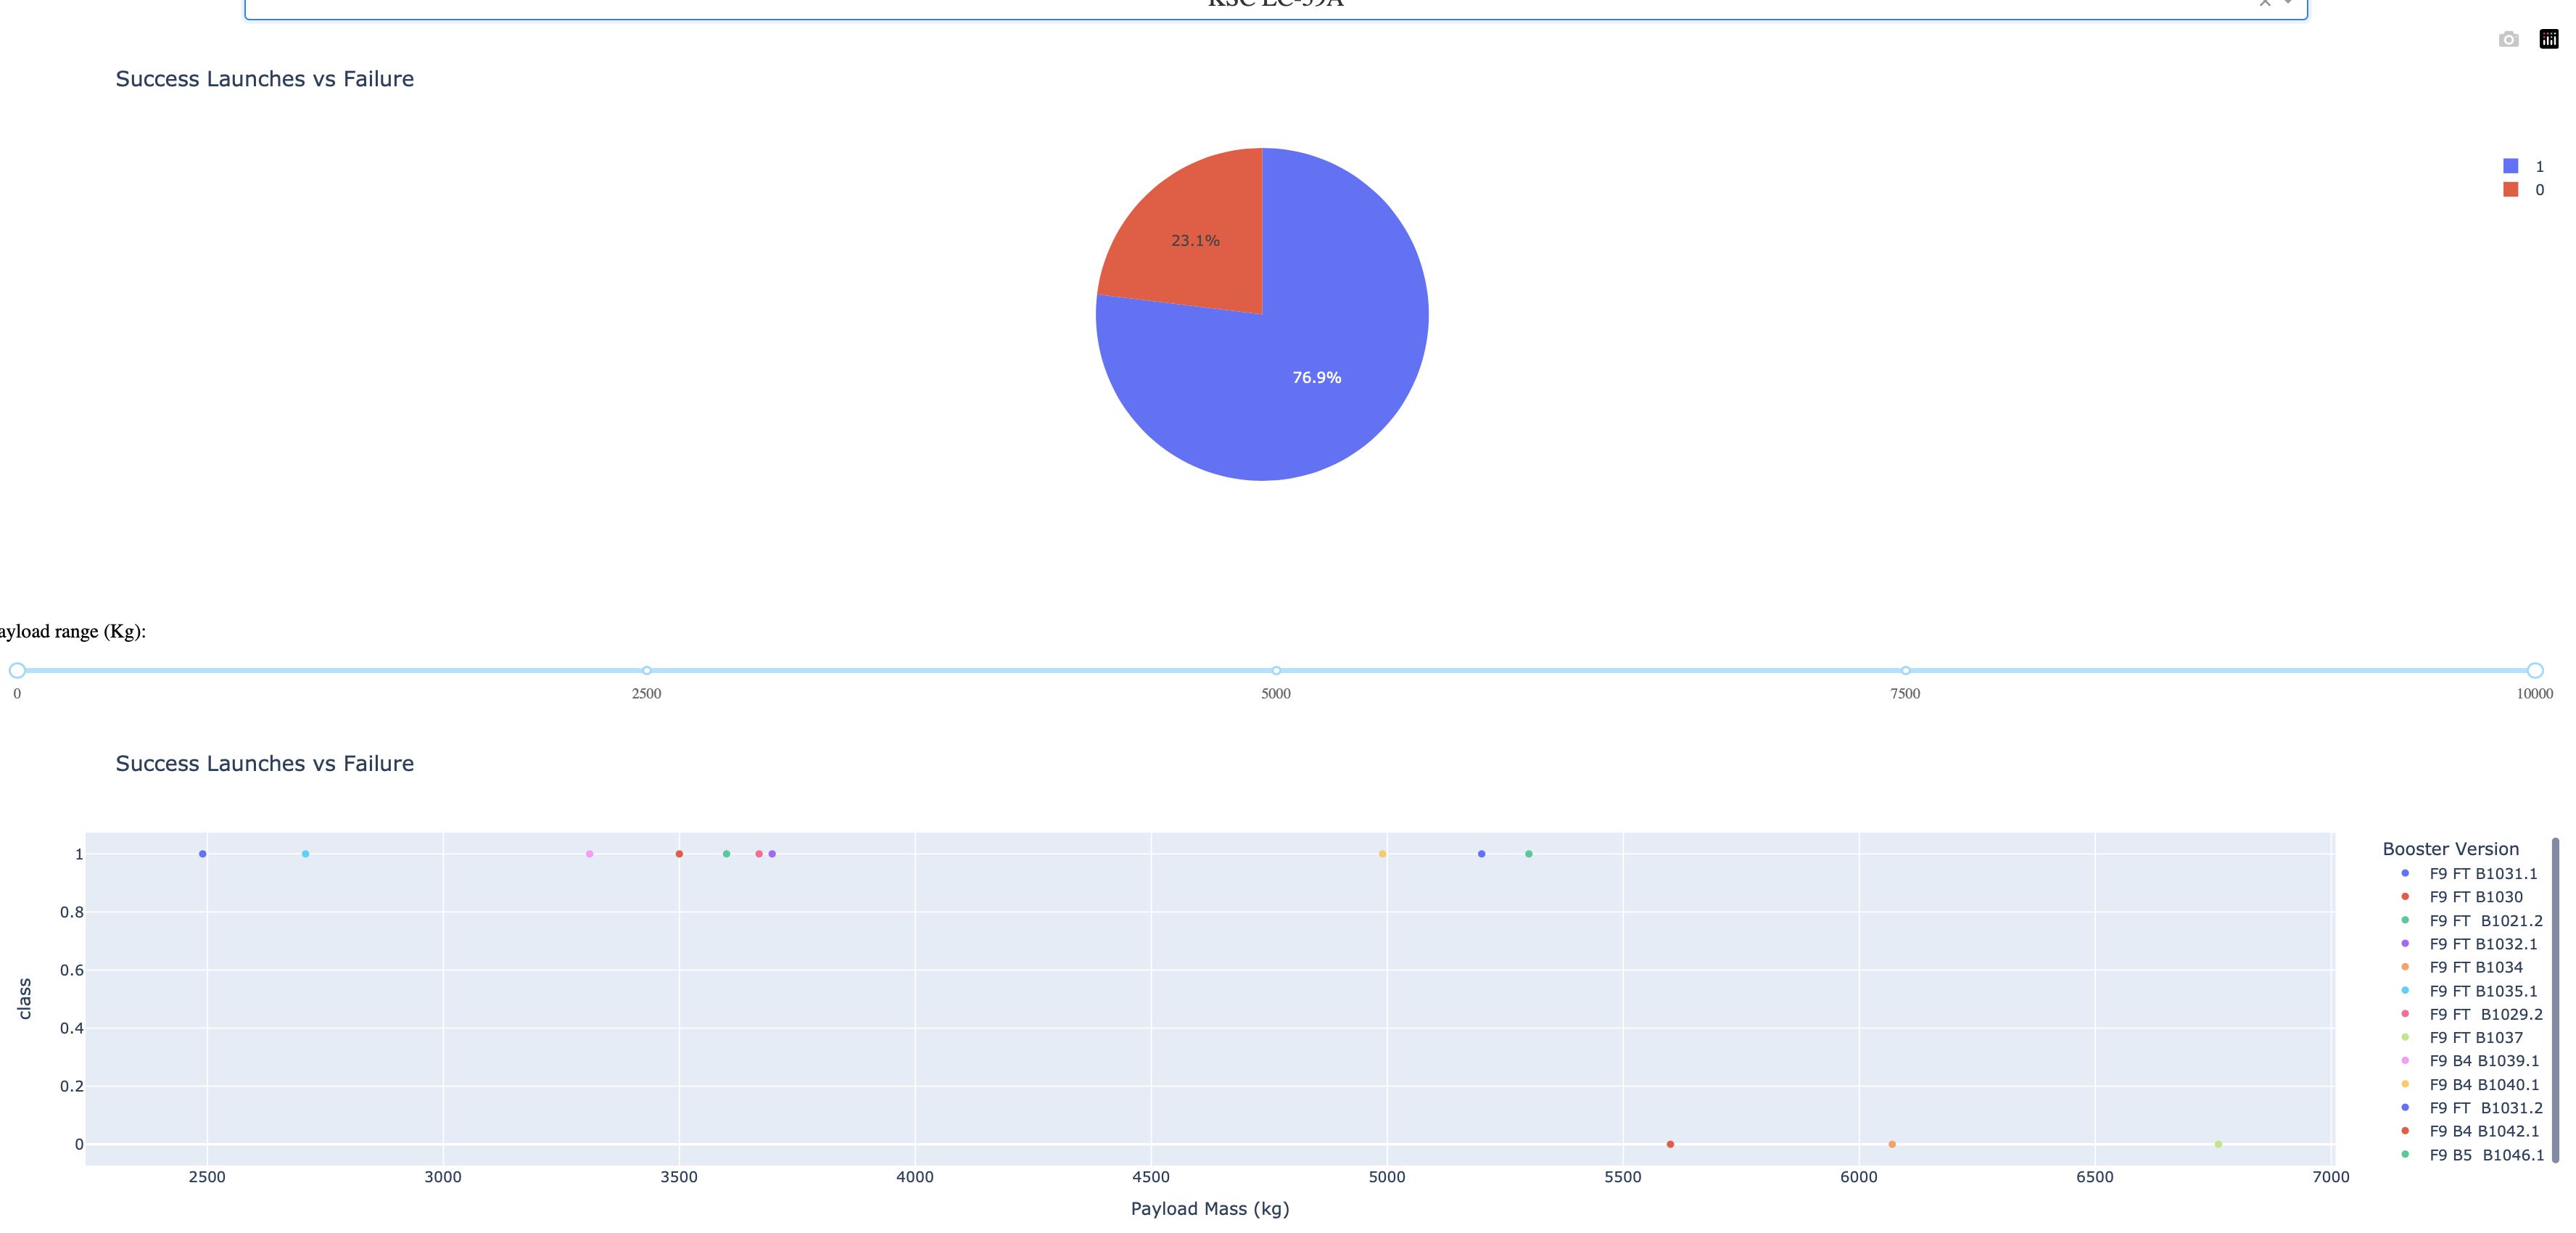 KSC LC-39A
Success Launches vs Failure
1
0
23.1%
76.9%
ayload range (Kg):
0 2500 5000 7500 10000
Success Launches vs Failure
1
0.8
0.6
0.4
0.2
0
class
2500 3000 3500 4000 4500 5000 5500 6000 6500 7000
Payload Mass (kg)
Booster Version
F9 FT B1031.1
F9 FT B1030
F9 FT  B1021.2
F9 FT B1032.1
F9 FT B1034
F9 FT B1035.1
F9 FT  B1029.2
F9 FT B1037
F9 B4 B1039.1
F9 B4 B1040.1
F9 FT  B1031.2
F9 B4 B1042.1
F9 B5  B1046.1